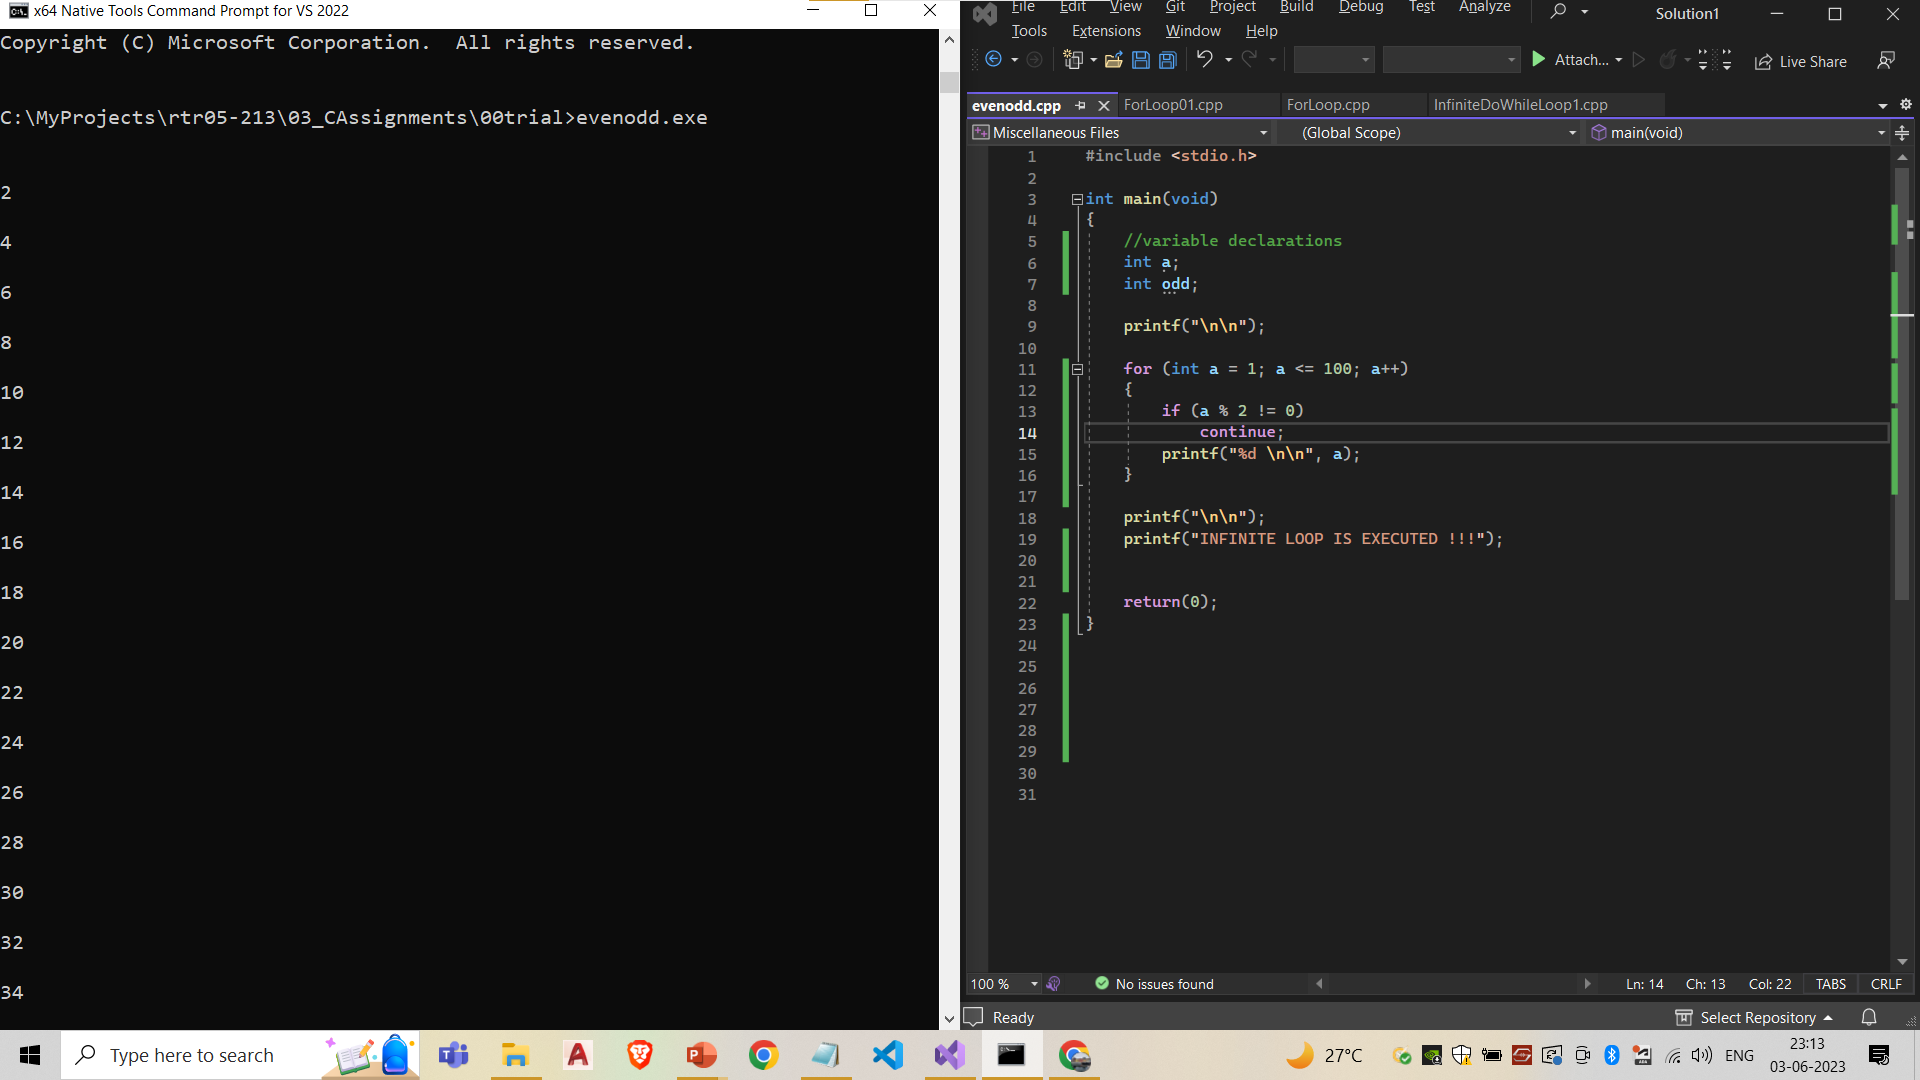 x64 Native Tools Command Prompt for VS 2022
Copyright (C) Microsoft Corporation.  All rights reserved.
C:\MyProjects\rtr05-213\03_CAssignments\00trial>evenodd.exe
2
4
6
8
10
12
14
16
18
20
22
24
26
28
30
32
34
File Edit View Git Project Build Debug Test Analyze Solution1
Tools Extensions Window Help
Attach... Live Share
evenodd.cpp ForLoop01.cpp ForLoop.cpp InfiniteDoWhileLoop1.cpp
Miscellaneous Files (Global Scope) main(void)
1 #include <stdio.h>
2
3 int main(void)
4 {
5 //variable declarations
6 int a;
7 int odd;
8
9 printf("\n\n");
10
11 for (int a = 1; a <= 100; a++)
12 {
13 if (a % 2 != 0)
14 continue;
15 printf("%d \n\n", a);
16 }
17
18 printf("\n\n");
19 printf("INFINITE LOOP IS EXECUTED !!!");
20
21
22 return(0);
23 }
24
25
26
27
28
29
30
31
100 % No issues found Ln: 14 Ch: 13 Col: 22 TABS CRLF
Ready Select Repository
Type here to search 27°C ENG 23:13
03-06-2023